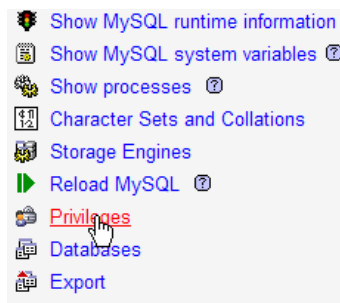 Show MySQL runtime information
Show MySQL system variables
Show processes
Character Sets and Collations
Storage Engines
Reload MySQL
Privileges
Databases
Export